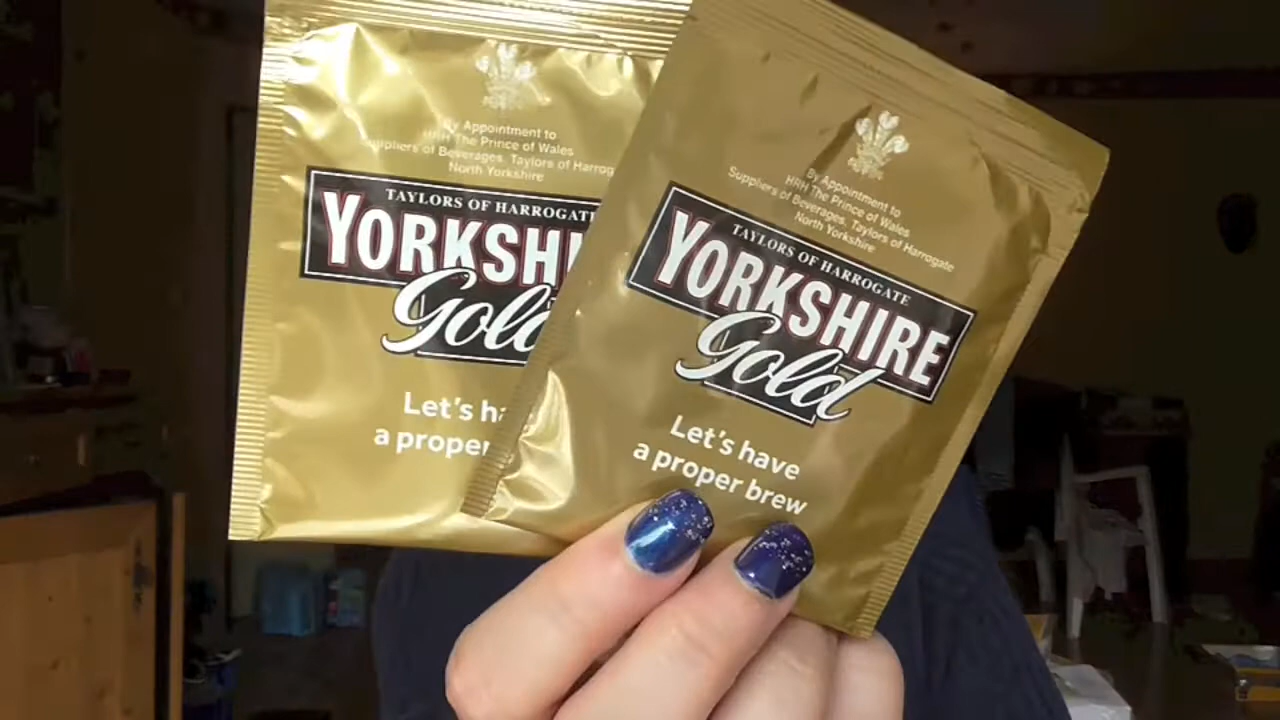 By Appointment to
HRH The Prince of Wales
Suppliers of Beverages, Taylors of Harrog
North Yorkshire
TAYLORS OF HARROGATE
YORKSHI
Gold
Let's ha
a proper
By Appointment to
HRH The Prince of Wales
Suppliers of Beverages, Taylors of Harrogate
North Yorkshire
TAYLORS OF HARROGATE
YORKSHIRE
Gold
Let's have
a proper brew